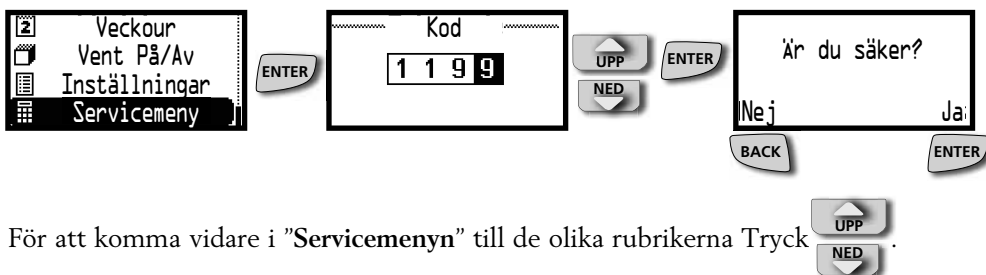 2 Veckour
Vent På/Av
Inställningar
Servicemeny
ENTER
Kod
1 1 9 9
UPP
NED
ENTER
Är du säker?
Nej Ja
BACK
ENTER
För att komma vidare i ”Servicemenyn” till de olika rubrikerna Tryck UPP NED .